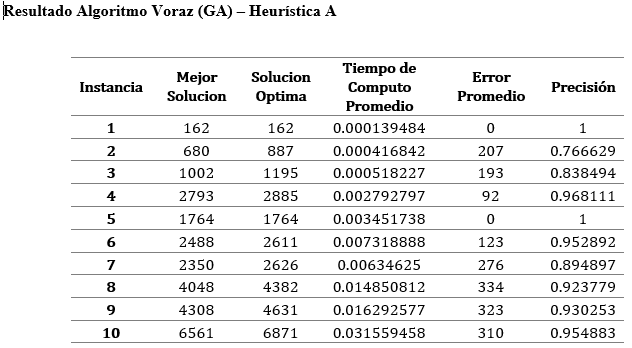 Resultado Algoritmo Voraz (GA) – Heurística A
Instancia Mejor Solucion Solucion Optima Tiempo de Computo Promedio Error Promedio Precisión
1 162 162 0.000139484 0 1
2 680 887 0.000416842 207 0.766629
3 1002 1195 0.000518227 193 0.838494
4 2793 2885 0.002792797 92 0.968111
5 1764 1764 0.003451738 0 1
6 2488 2611 0.007318888 123 0.952892
7 2350 2626 0.00634625 276 0.894897
8 4048 4382 0.014850812 334 0.923779
9 4308 4631 0.016292577 323 0.930253
10 6561 6871 0.031559458 310 0.954883